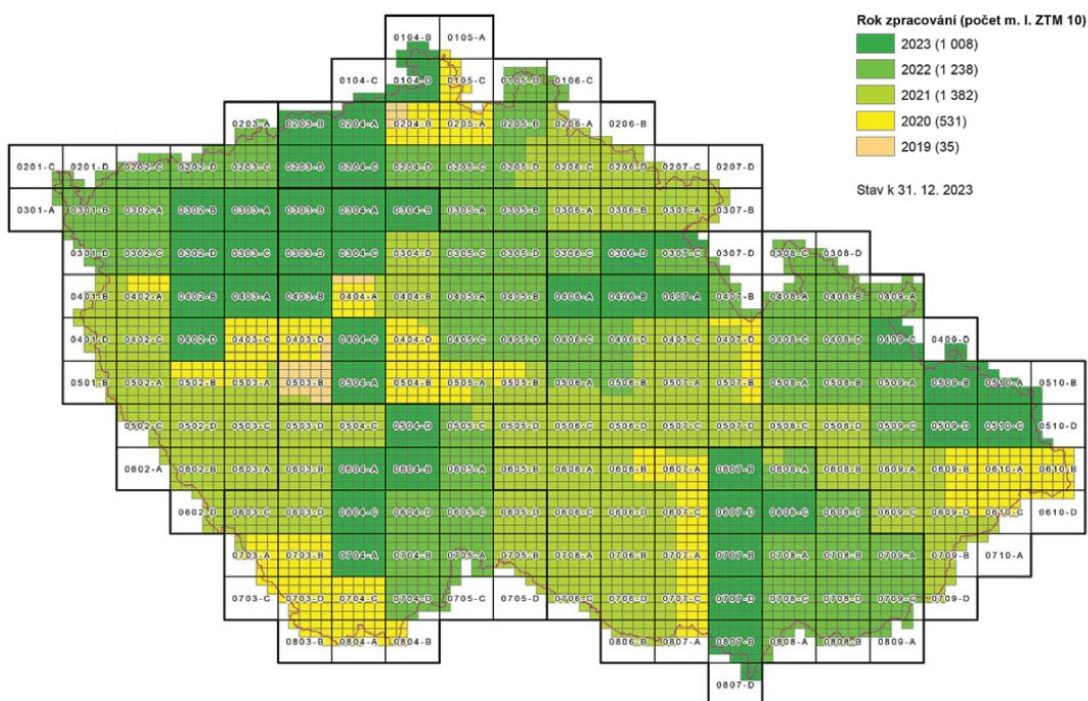 Rok zpracování (počet m. l. ZTM 10)
2023 (1 008)
2022 (1 238)
2021 (1 382)
2020 (531)
2019 (35)
Stav k 31. 12. 2023
0104-B 0105-A
0104-C 0104-D 0105-C 0105-D 0106-C
0203-A 0203-B 0204-A 0204-B 0205-A 0205-B 0206-A 0206-B
0201-C 0201-D 0202-C 0202-D 0203-C 0203-D 0204-C 0204-D 0205-C 0205-D 0206-C 0206-D 0207-C 0207-D
0301-A 0301-B 0302-A 0302-B 0303-A 0303-B 0304-A 0304-B 0305-A 0305-B 0306-A 0306-B 0307-A 0307-B
0301-D 0302-C 0302-D 0303-C 0303-D 0304-C 0304-D 0305-C 0305-D 0306-C 0306-D 0307-C 0307-D 0308-C 0308-D
0401-B 0402-A 0402-B 0403-A 0403-B 0404-A 0404-B 0405-A 0405-B 0406-A 0406-B 0407-A 0407-B 0408-A 0408-B 0409-A
0401-D 0402-C 0402-D 0403-C 0403-D 0404-C 0404-D 0405-C 0405-D 0406-C 0406-D 0407-C 0407-D 0408-C 0408-D 0409-C 0409-D
0501-B 0502-A 0502-B 0503-A 0503-B 0504-A 0504-B 0505-A 0505-B 0506-A 0506-B 0507-A 0507-B 0508-A 0508-B 0509-A 0509-B 0510-A 0510-B
0502-C 0502-D 0503-C 0503-D 0504-C 0504-D 0505-C 0505-D 0506-C 0506-D 0507-C 0507-D 0508-C 0508-D 0509-C 0509-D 0510-C 0510-D
0602-A 0602-B 0603-A 0603-B 0604-A 0604-B 0605-A 0605-B 0606-A 0606-B 0607-A 0607-B 0608-A 0608-B 0609-A 0609-B 0610-A 0610-B
0602-D 0603-C 0603-D 0604-C 0604-D 0605-C 0605-D 0606-C 0606-D 0607-C 0607-D 0608-C 0608-D 0609-C 0609-D 0610-C 0610-D
0703-A 0703-B 0704-A 0704-B 0705-A 0705-B 0706-A 0706-B 0707-A 0707-B 0708-A 0708-B 0709-A 0709-B 0710-A
0703-C 0703-D 0704-C 0704-D 0705-C 0705-D 0706-C 0706-D 0707-C 0707-D 0708-C 0708-D 0709-C 0709-D
0803-B 0804-A 0804-B 0806-B 0807-A 0807-B 0808-A 0808-B 0809-A
0807-D